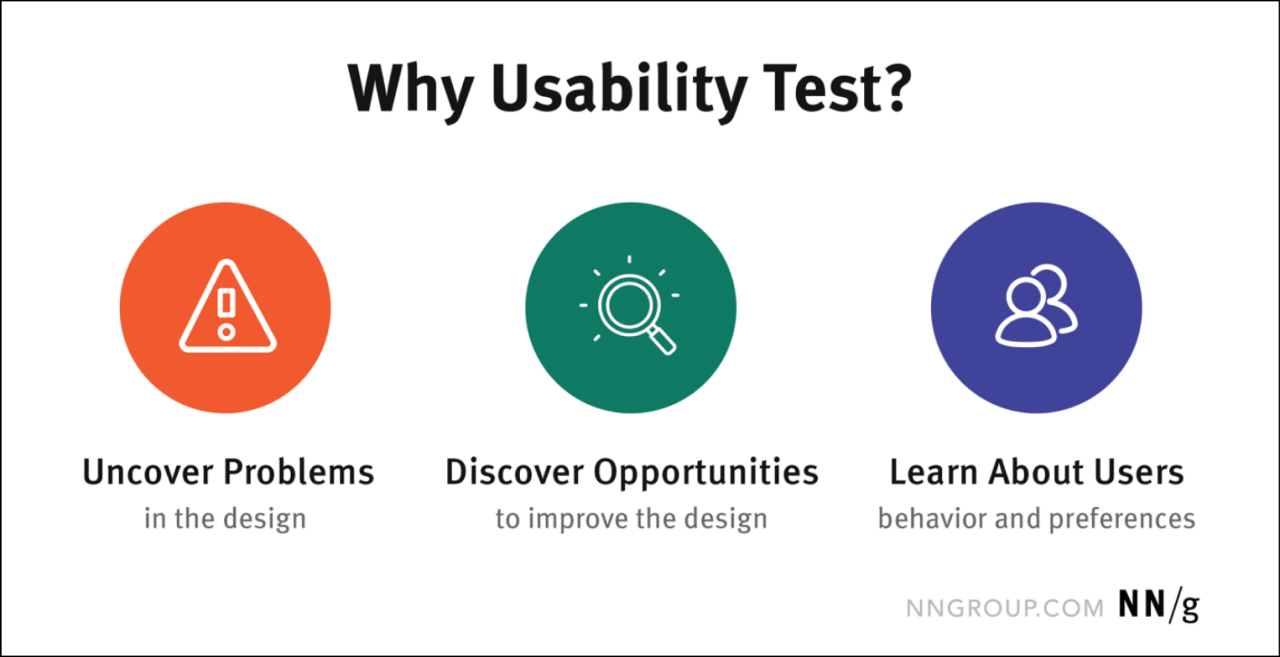 Why Usability Test?
Uncover Problems
in the design
Discover Opportunities
to improve the design
Learn About Users
behavior and preferences
NNGROUP.COM NN/g